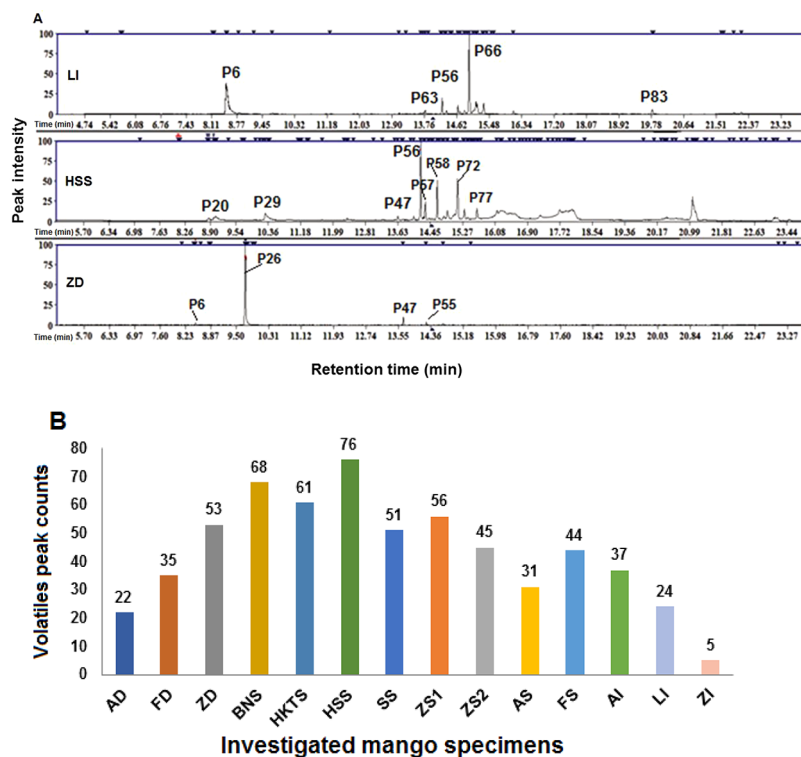 A
100
75
50
25
0
LI
P6
P63
P56
P66
P83
Time (min) 4.74 5.42 6.08 6.76 7.43 8.11 8.77 9.45 10.32 11.18 12.03 12.90 13.76 14.62 15.48 16.34 17.20 18.06 18.92 19.78 20.64 21.51 22.37 23.23
Peak intensity
100
75
50
25
0
HSS
P20
P29
P47
P56
P57
P58
P72
P77
Time (min) 5.70 6.34 6.98 7.62 8.26 8.90 9.54 10.36 11.18 11.99 12.81 13.63 14.45 15.26 16.08 16.90 17.72 18.54 19.35 20.17 20.99 21.81 22.63 23.44
100
75
50
25
0
ZD
P6
P26
P47
P55
Time (min) 5.70 6.33 6.97 7.60 8.23 8.87 9.50 10.31 11.12 11.93 12.74 13.55 14.36 15.18 15.98 16.79 17.60 18.41 19.22 20.03 20.84 21.65 22.46 23.27
Retention time (min)
B
Volatiles peak counts
80
70
60
50
40
30
20
10
0
22
35
53
68
61
76
51
56
45
31
44
37
24
5
AD
FD
ZD
BNS
HKTS
HSS
SS
ZS1
ZS2
AS
FS
AI
LI
ZI
Investigated mango specimens